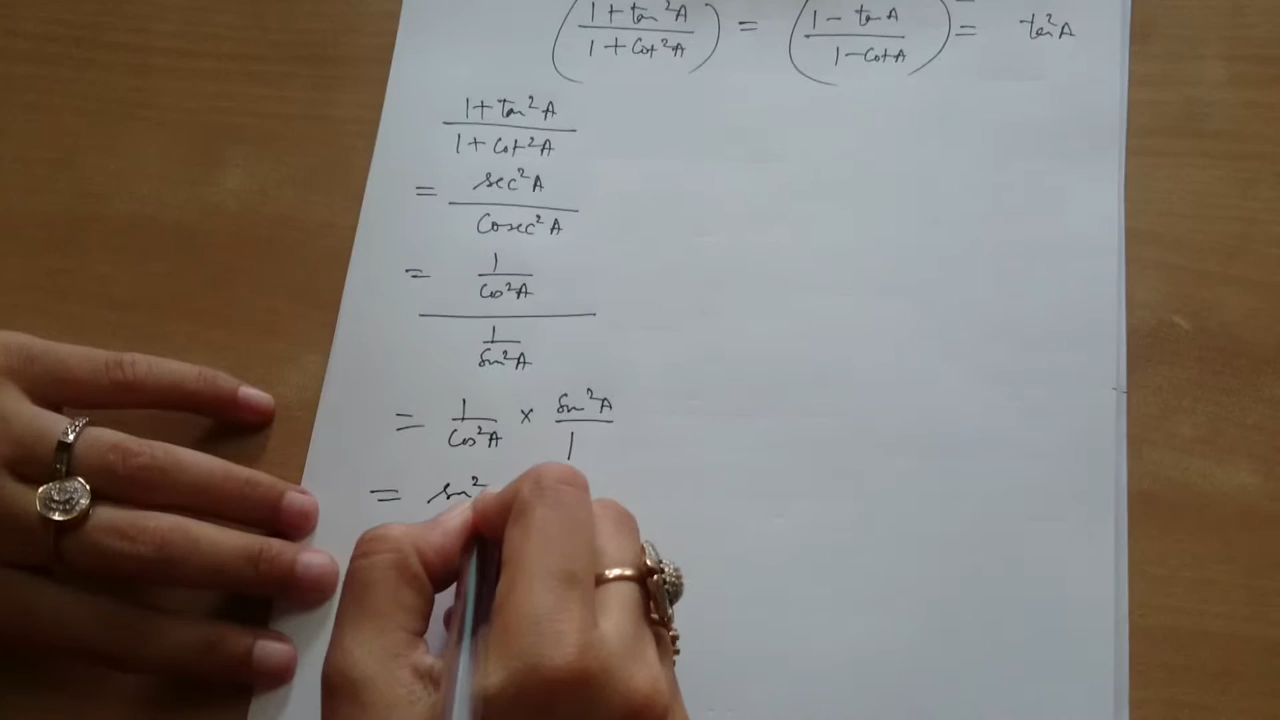 (1 + tan²A / 1 + cot²A) = (1 - tanA / 1 - cotA) = tan²A
1 + tan²A
1 + cot²A
= sec²A
Cosec²A
= 1
Cos²A
1
Sin²A
= 1 / Cos²A × Sin²A / 1
= sin²